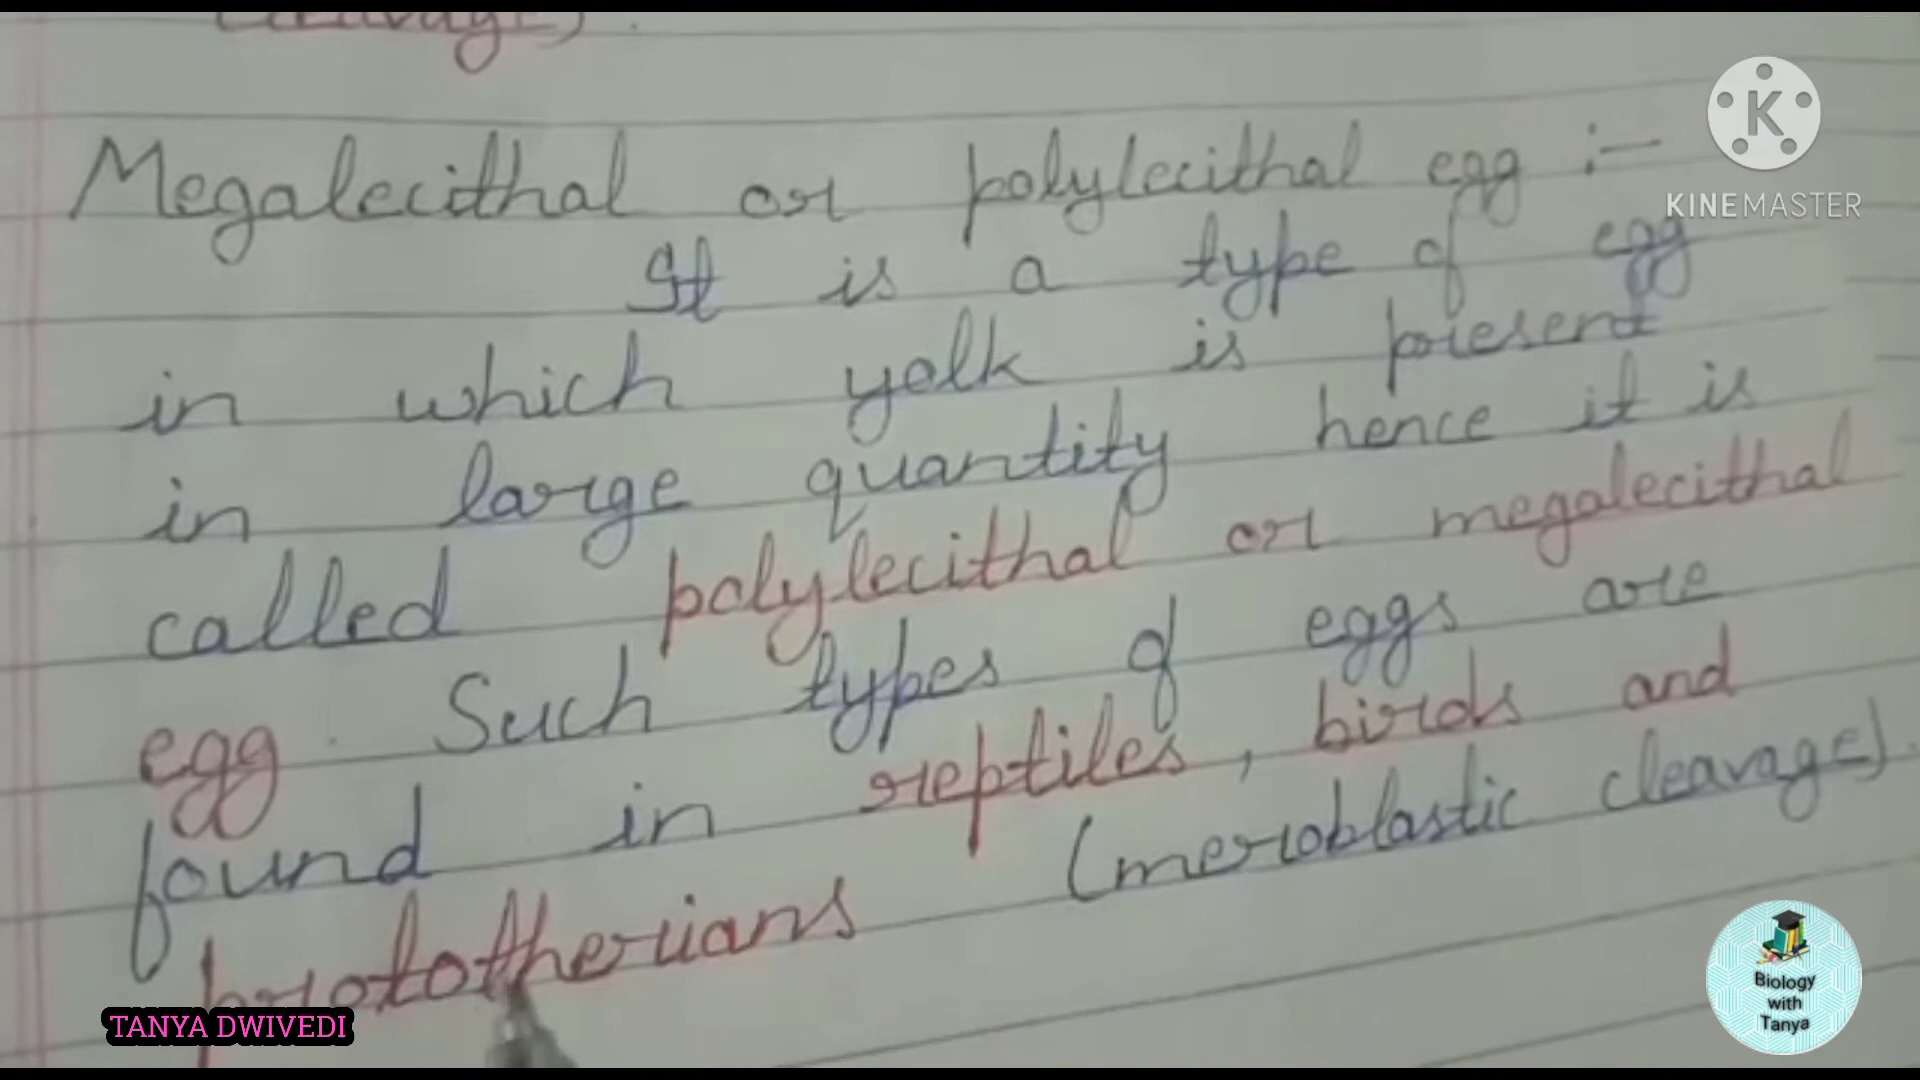 cleavage).
Megalecithal or polylecithal egg :-
It is a type of egg
in which yolk is present
in large quantity hence it is
called polylecithal or megalecithal
egg. Such types of eggs are
found in reptiles, birds and
prototherians (meroblastic cleavage).
K
KINEMASTER
TANYA DWIVEDI
Biology
with
Tanya